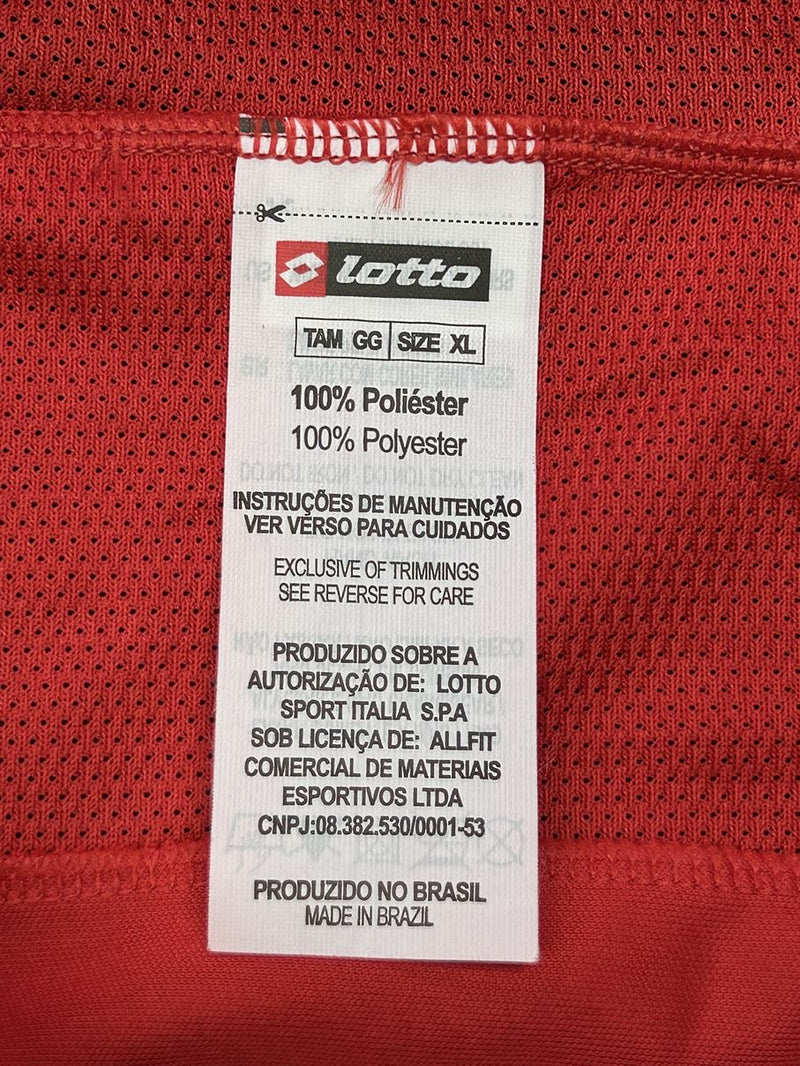 lotto
TAM GG SIZE XL
100% Poliéster
100% Polyester
INSTRUÇÕES DE MANUTENÇÃO
VER VERSO PARA CUIDADOS
EXCLUSIVE OF TRIMMINGS
SEE REVERSE FOR CARE
PRODUZIDO SOBRE A
AUTORIZAÇÃO DE: LOTTO
SPORT ITALIA S.P.A
SOB LICENÇA DE: ALLFIT
COMERCIAL DE MATERIAIS
ESPORTIVOS LTDA
CNPJ:08.382.530/0001-53
PRODUZIDO NO BRASIL
MADE IN BRAZIL